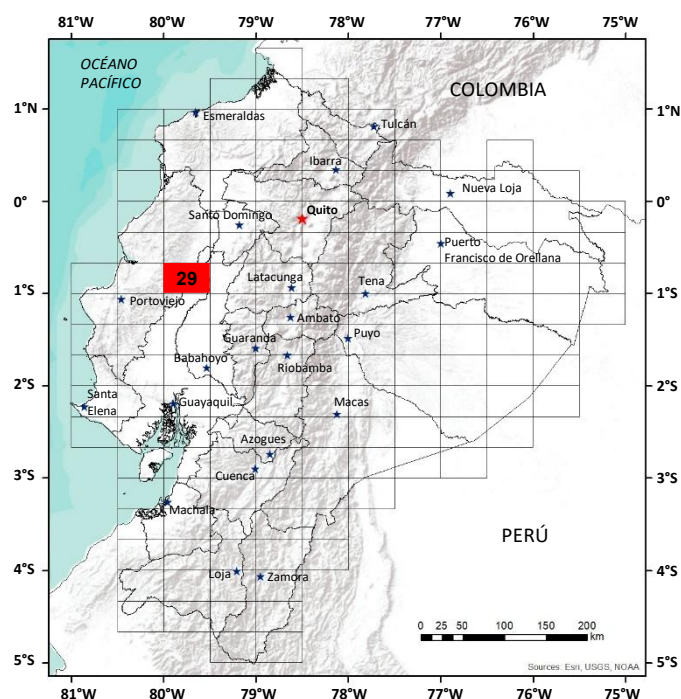 81°W 80°W 79°W 78°W 77°W 76°W 75°W
OCÉANO
PACÍFICO
COLOMBIA
1°N
1°N
Esmeraldas
Tulcán
Ibarra
Nueva Loja
0°
0°
Santo Domingo
Quito
Puerto
Francisco de Orellana
29
Latacunga
Tena
1°S
1°S
Portoviejo
Ambato
Guaranda
Puyo
Babahoyo
Riobamba
2°S
2°S
Santa
Elena
Guayaquil
Macas
Azogues
3°S
3°S
Cuenca
Machala
PERÚ
4°S
4°S
Loja
Zamora
0 25 50 100 150 200
km
5°S
5°S
Sources: Esri, USGS, NOAA
81°W 80°W 79°W 78°W 77°W 76°W 75°W